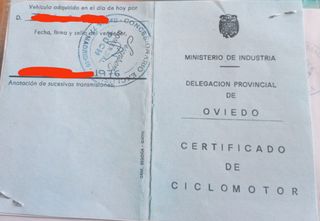 Vehículo adquirido en el día de hoy por
D.
Fecha, firma y sello del vendedor,
1976
Anotación de sucesivas transmisiones:
MINISTERIO DE INDUSTRIA
DELEGACION PROVINCIAL
DE
OVIEDO
CERTIFICADO
DE
CICLOMOTOR